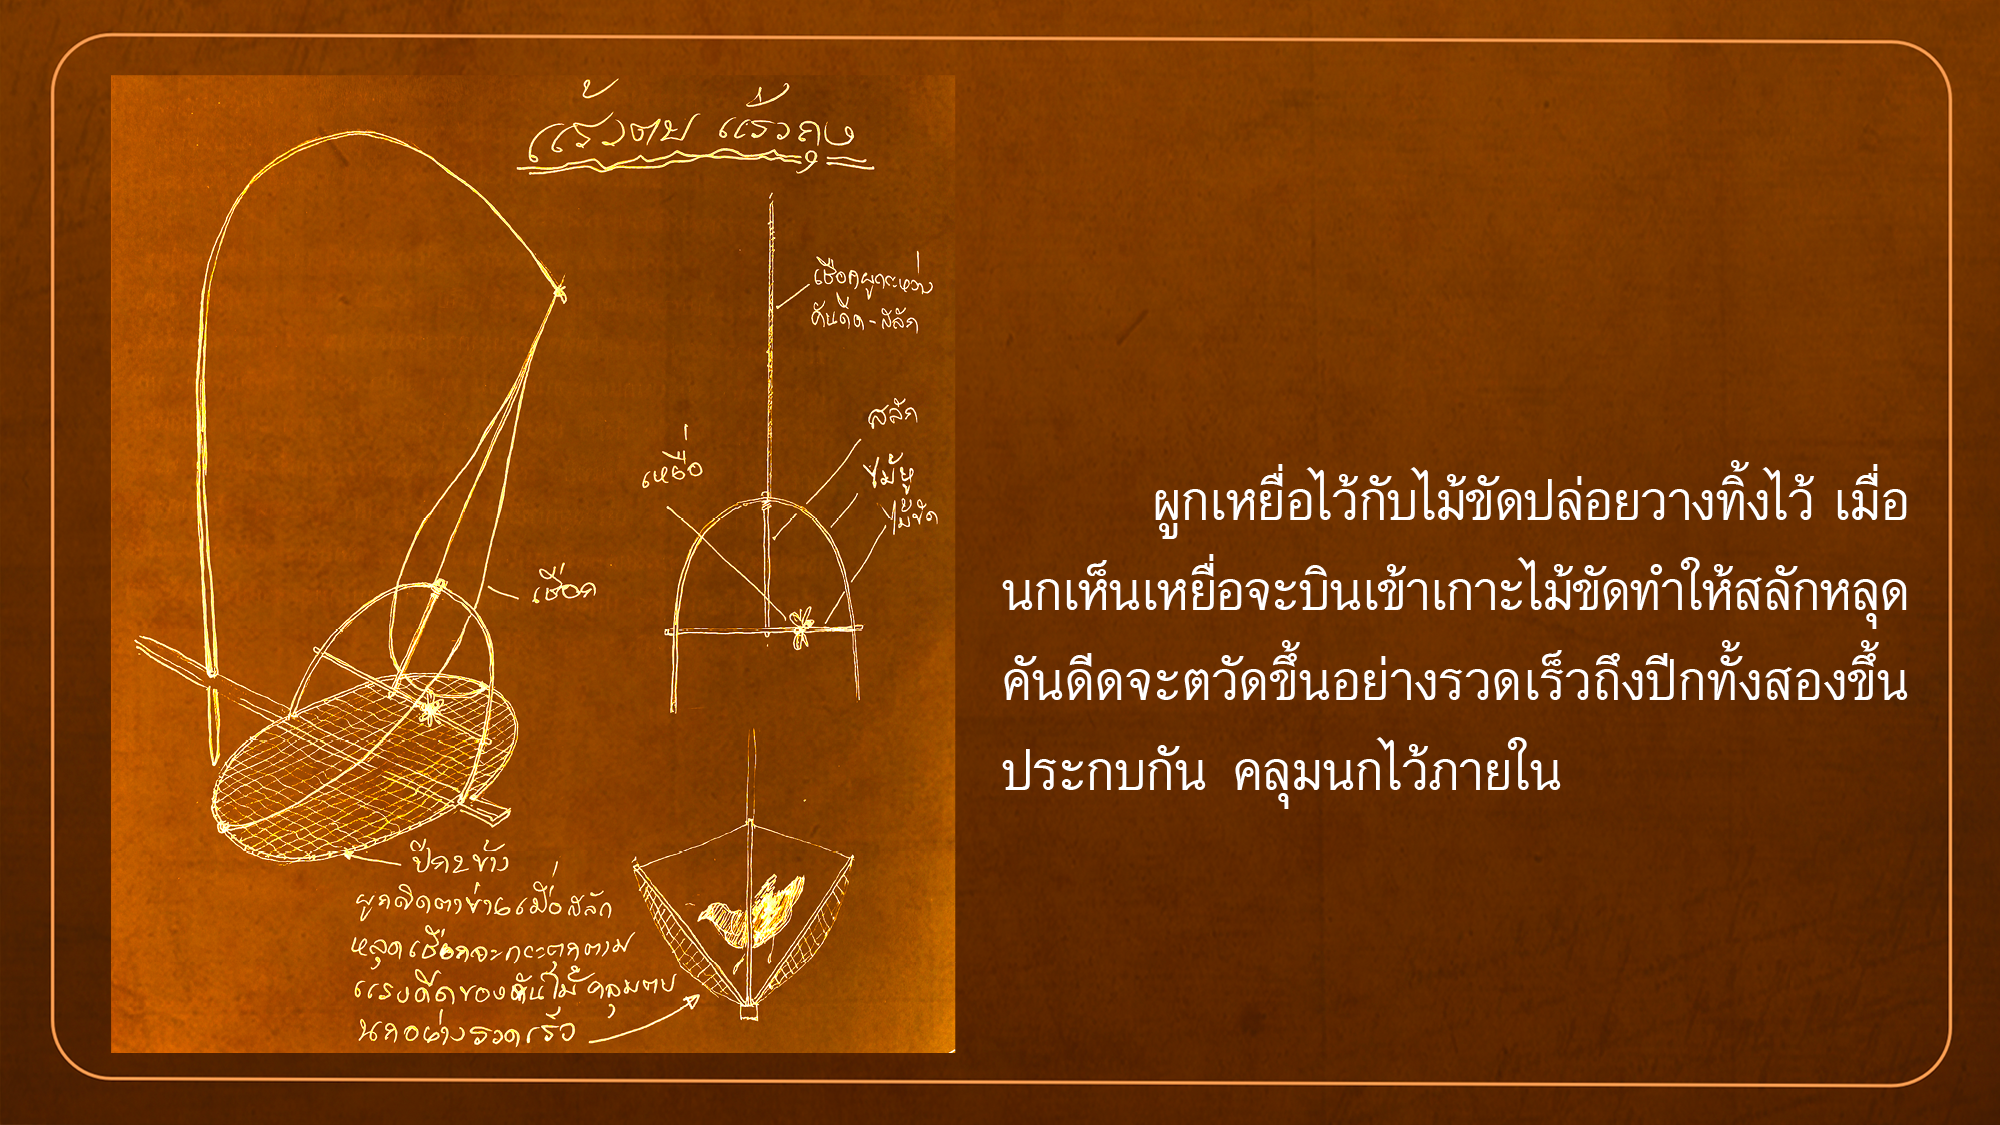 แร้วตบ แร้วถุง
เชือกผูกระหว่าง
คันดีด-สลัก
สลัก
เหยื่อ
ไม้หู
ไม้ขัด
เชือก
ปีก 2 ข้าง
ผูกติดตาข่ายเมื่อสลัก
หลุดเชือกจะกระตุกตาม
แรงดีดของคันไม้ คลุมตบ
นกอย่างรวดเร็ว
ผูกเหยื่อไว้กับไม้ขัดปล่อยวางทิ้งไว้ เมื่อ
นกเห็นเหยื่อจะบินเข้าเกาะไม้ขัดทำให้สลักหลุด
คันดีดจะตวัดขึ้นอย่างรวดเร็วถึงปีกทั้งสองขึ้น
ประกบกัน คลุมนกไว้ภายใน